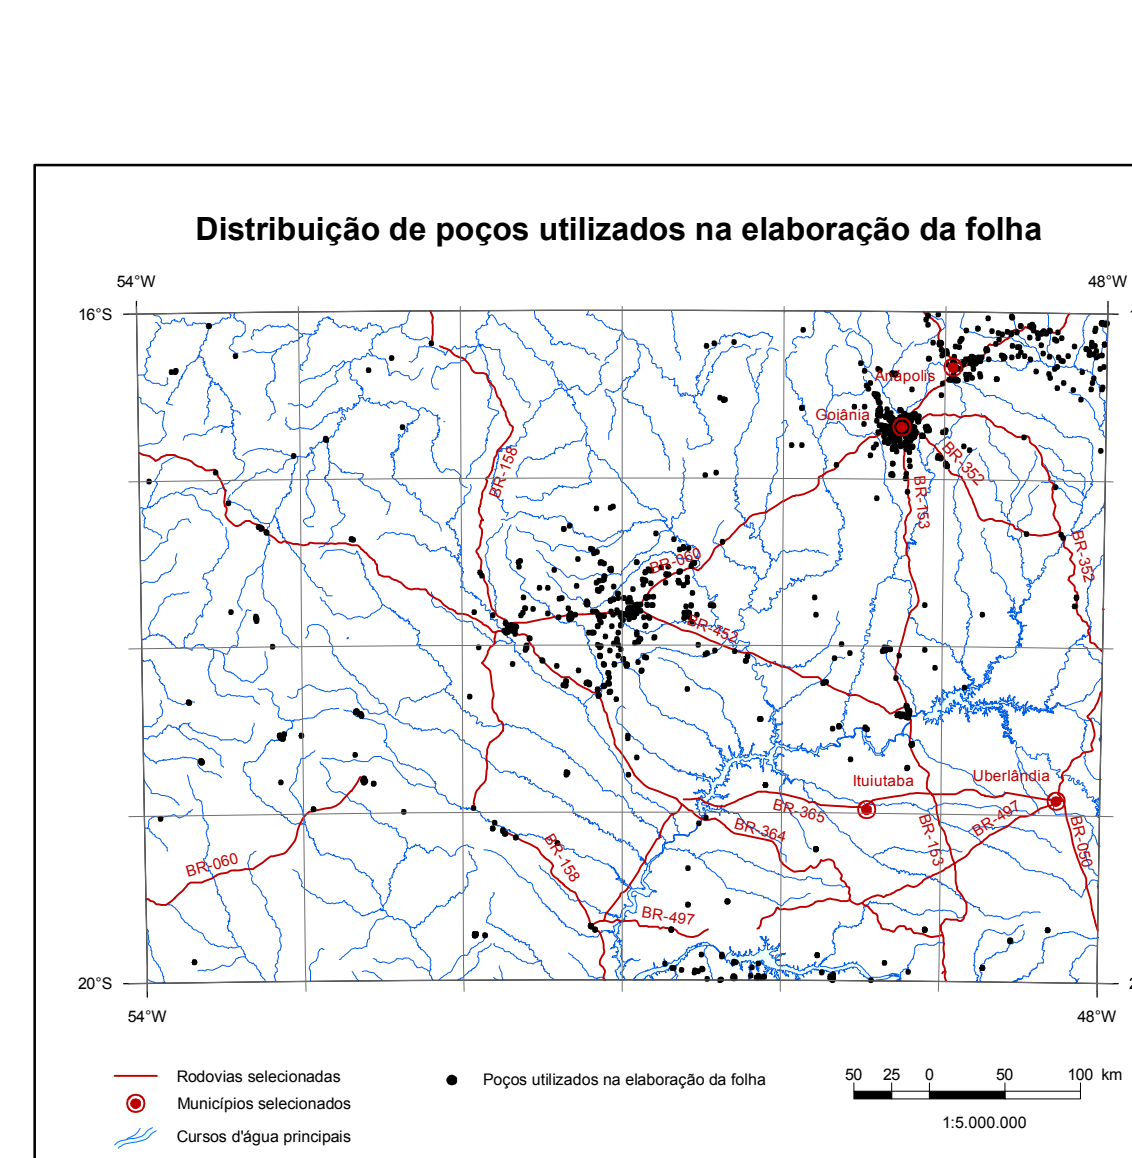 Distribuição de poços utilizados na elaboração da folha
54°W
48°W
16°S
Anápolis
Goiânia
BR-352
BR-158
BR-153
BR-352
BR-060
BR-452
Ituiutaba
Uberlândia
BR-365
BR-497
BR-364
BR-153
BR-050
BR-060
BR-158
BR-497
20°S
54°W
48°W
Rodovias selecionadas
Poços utilizados na elaboração da folha
50 25 0 50 100 km
Municípios selecionados
1:5.000.000
Cursos d'água principais